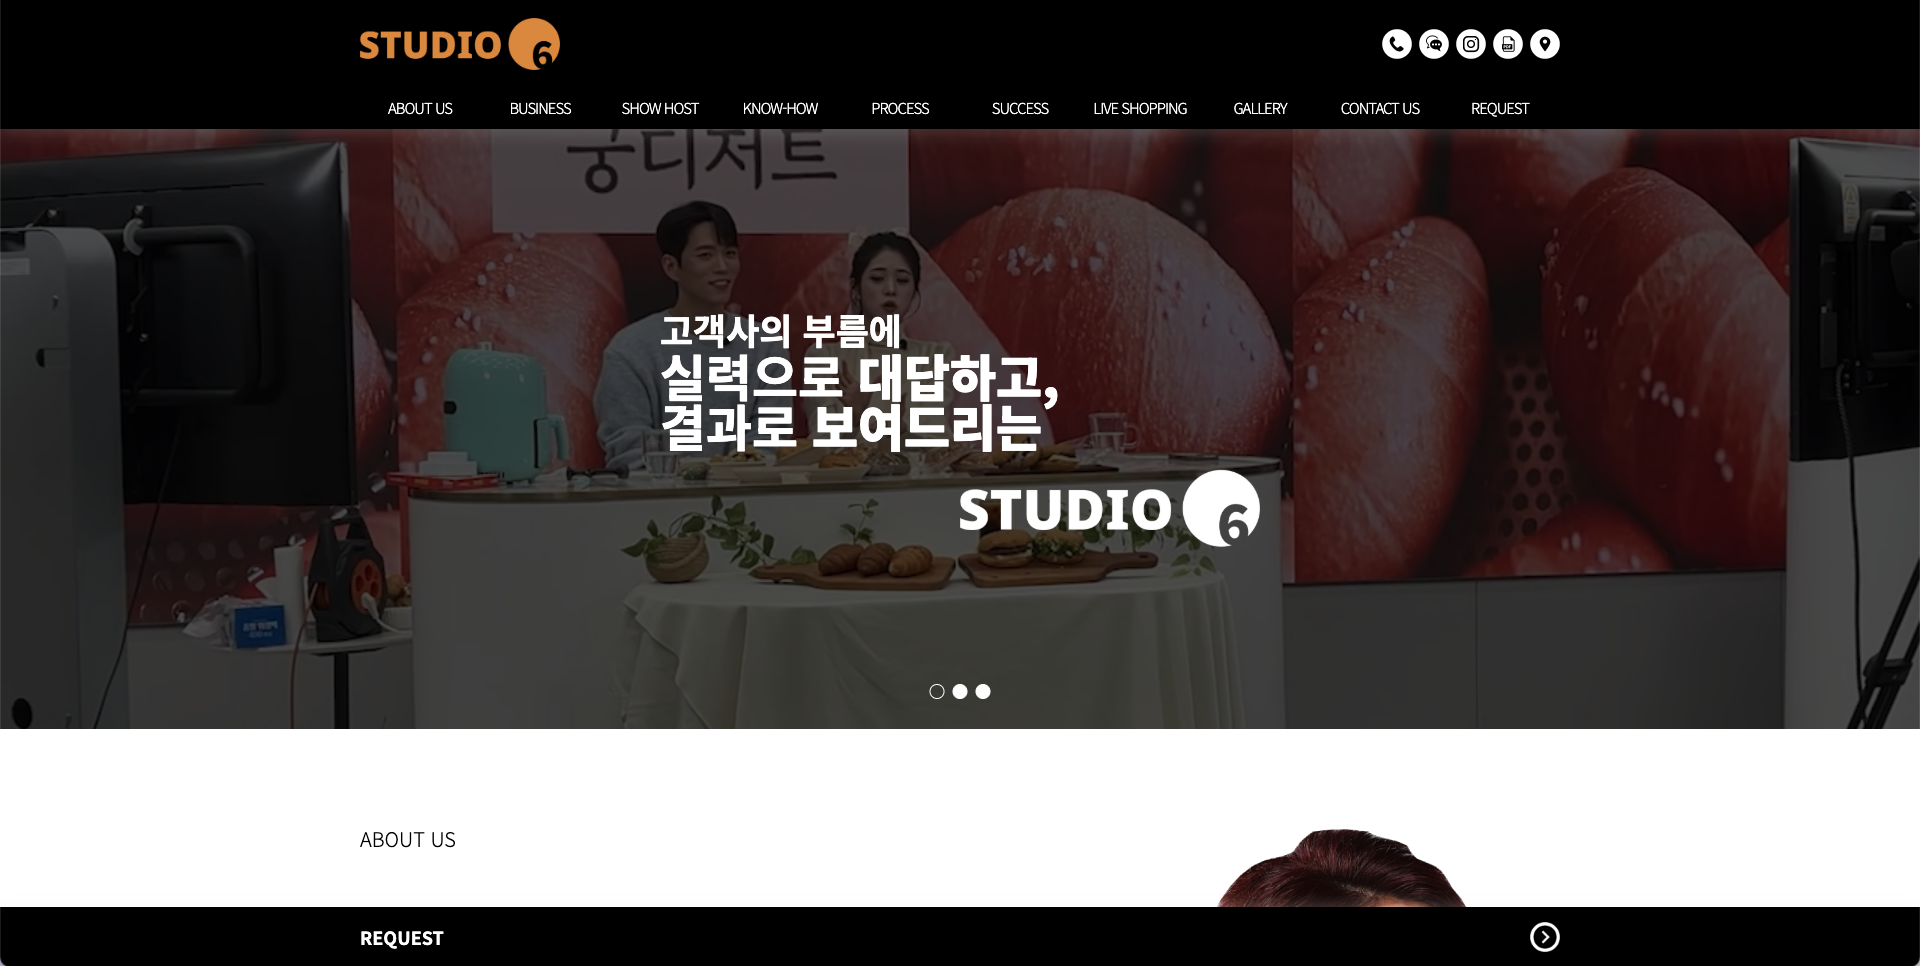 STUDIO 6
ABOUT US
BUSINESS
SHOW HOST
KNOW-HOW
PROCESS
SUCCESS
LIVE SHOPPING
GALLERY
CONTACT US
REQUEST
궁디저트
고객사의 부름에
실력으로 대답하고,
결과로 보여드리는
STUDIO 6
ABOUT US
REQUEST